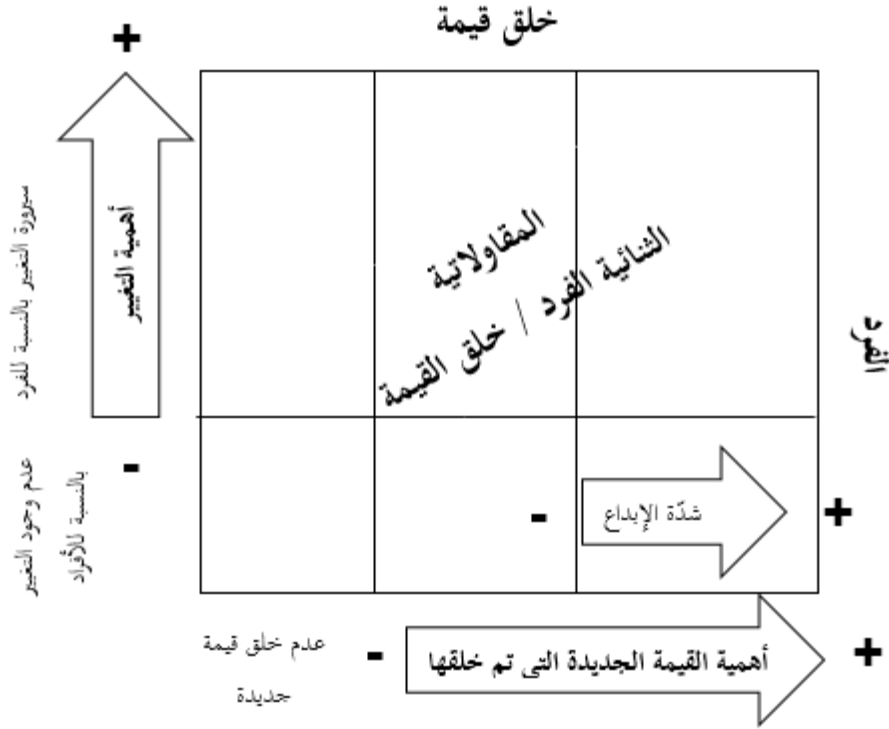 خلق قيمة
+
سيرورة التغيير بالنسبة للفرد
أهمية التغيير
المقاولاتية
الثنائية الفرد / خلق القيمة
الفرد
-
عدم وجود التغيير
بالنسبة للأفراد
-
شدّة الإبداع
+
عدم خلق قيمة
جديدة
-
أهمية القيمة الجديدة التي تم خلقها
+